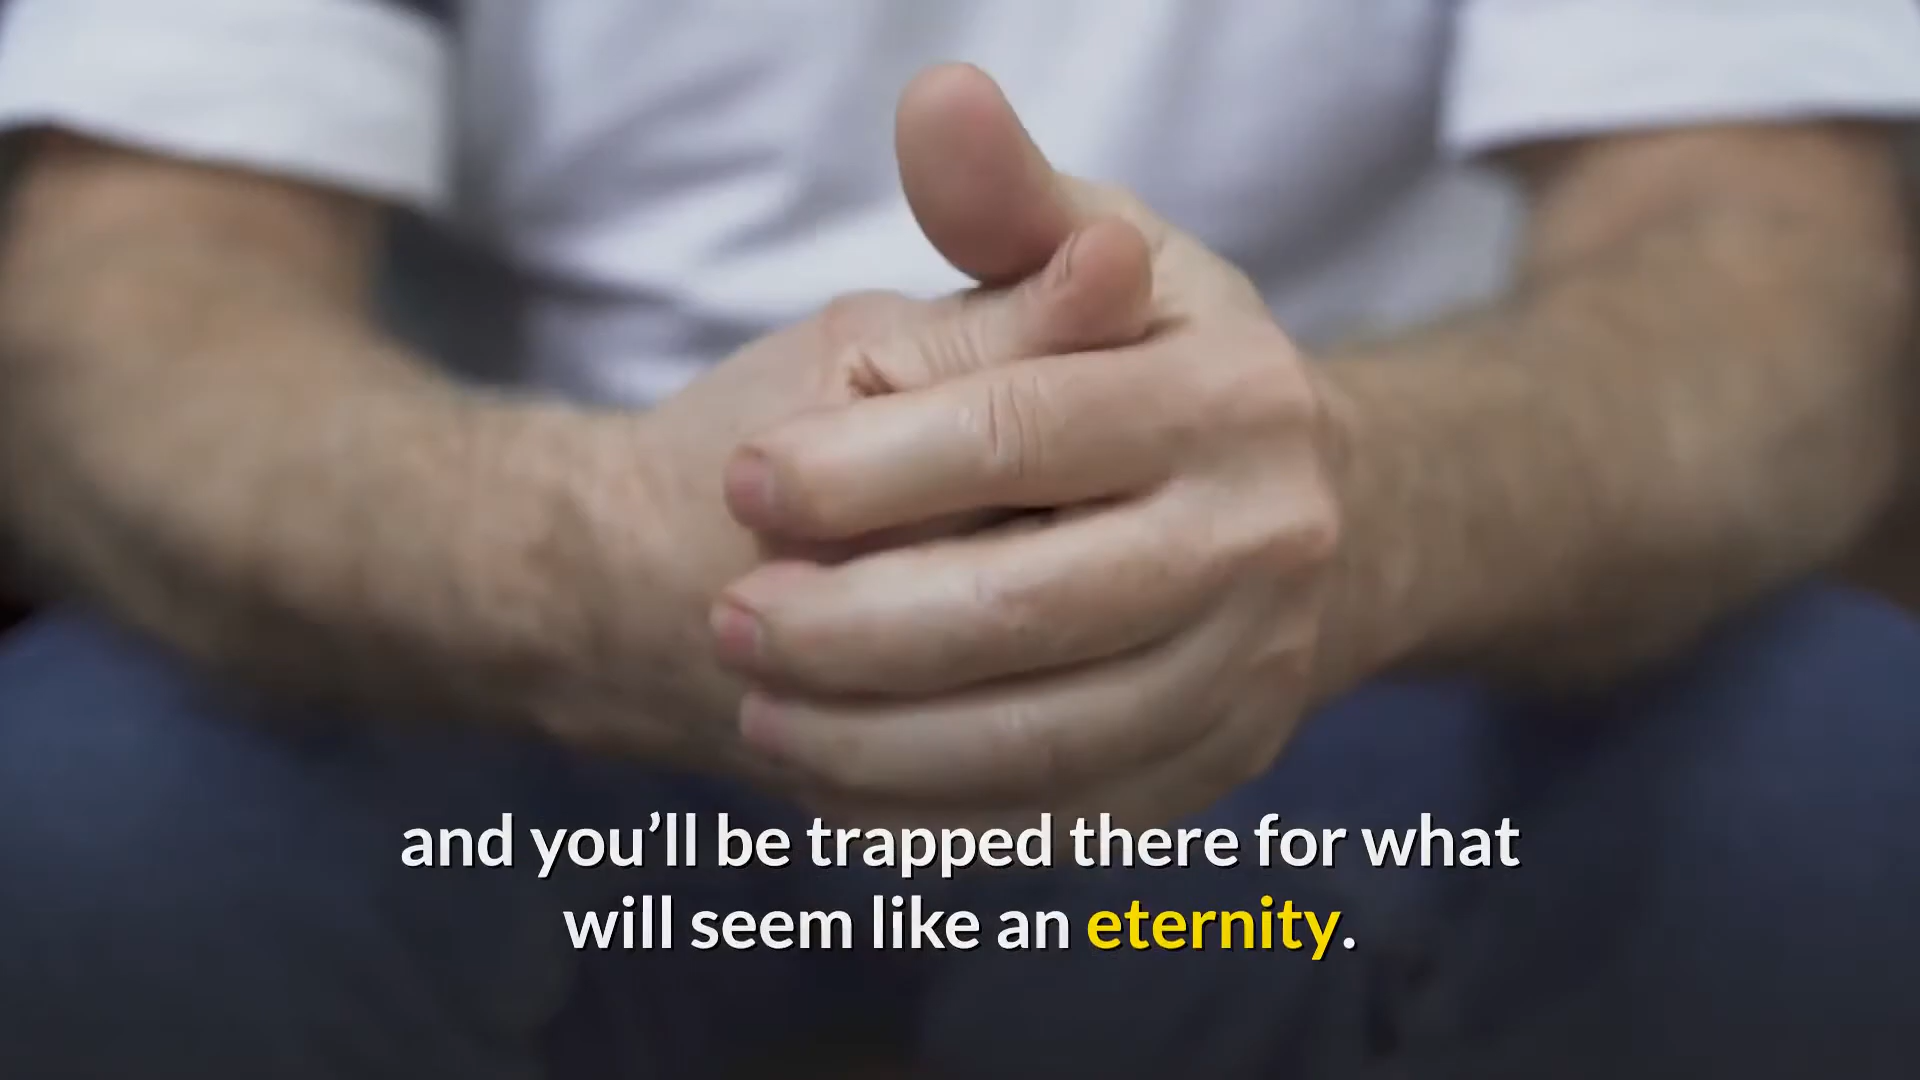 and you’ll be trapped there for what
will seem like an eternity.